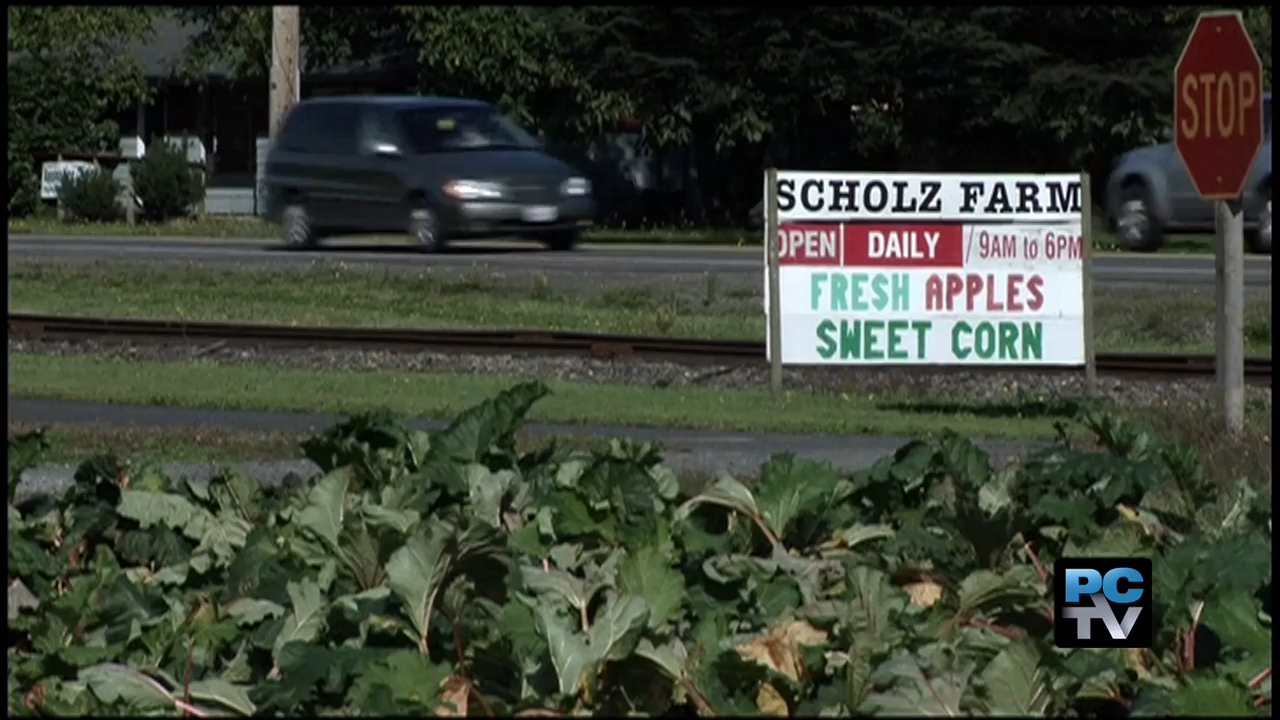 STOP
SCHOLZ FARM
OPEN DAILY / 9AM to 6PM
FRESH APPLES
SWEET CORN
PC
TV